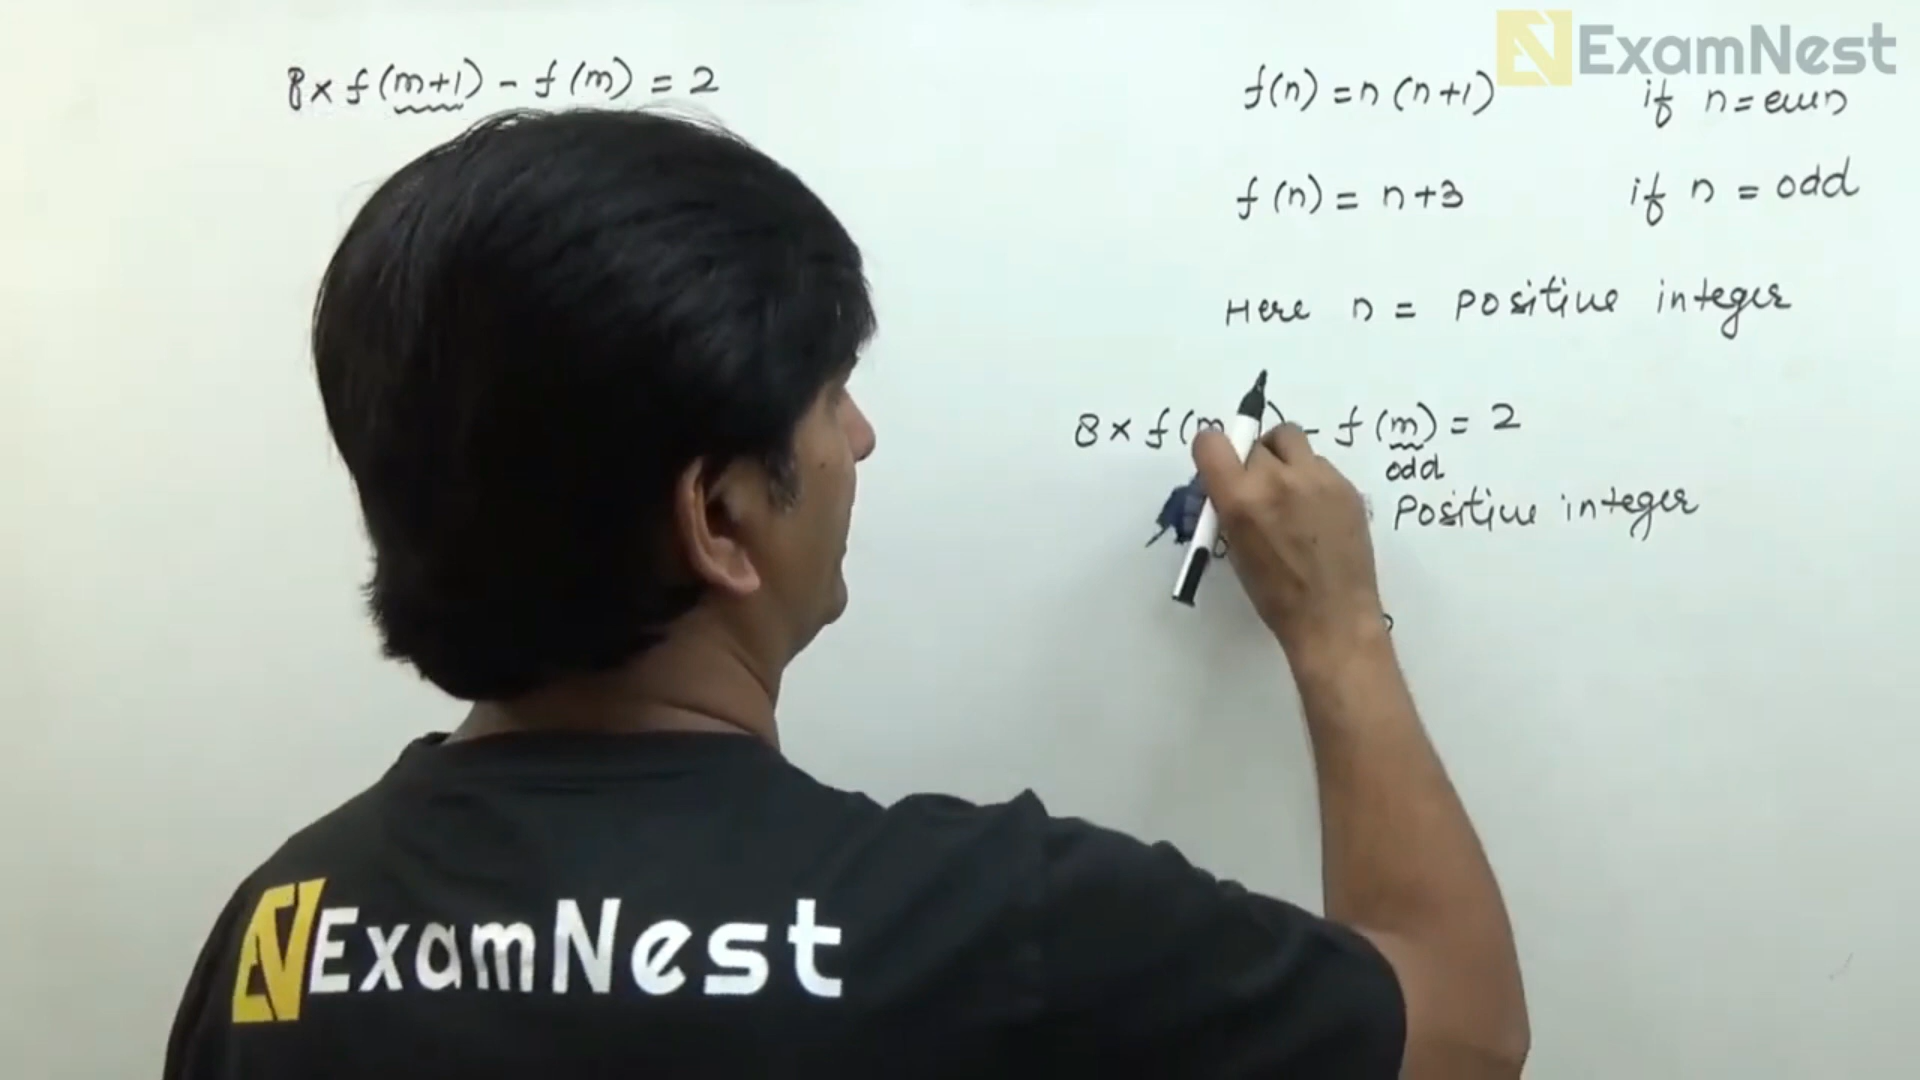 ExamNest
8 × f(m+1) - f(m) = 2
f(n) = n(n+1) if n = even
f(n) = n+3 if n = odd
Here n = Positive integer
8 × f(m - f(m) = 2
odd
Positive integer
ExamNest